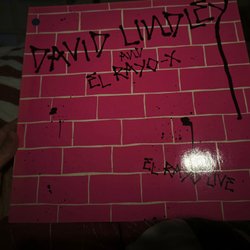 DAVID LINDLEY
AND
EL RAYO-X
EL RAYO LIVE